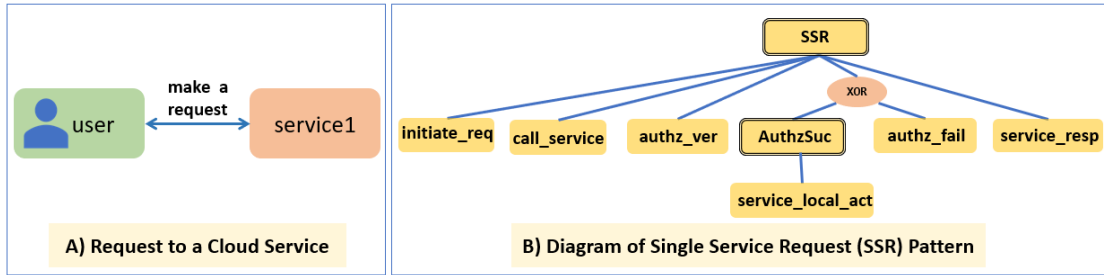 make a
request
user
service1
A) Request to a Cloud Service
SSR
XOR
initiate_req
call_service
authz_ver
AuthzSuc
authz_fail
service_resp
service_local_act
B) Diagram of Single Service Request (SSR) Pattern